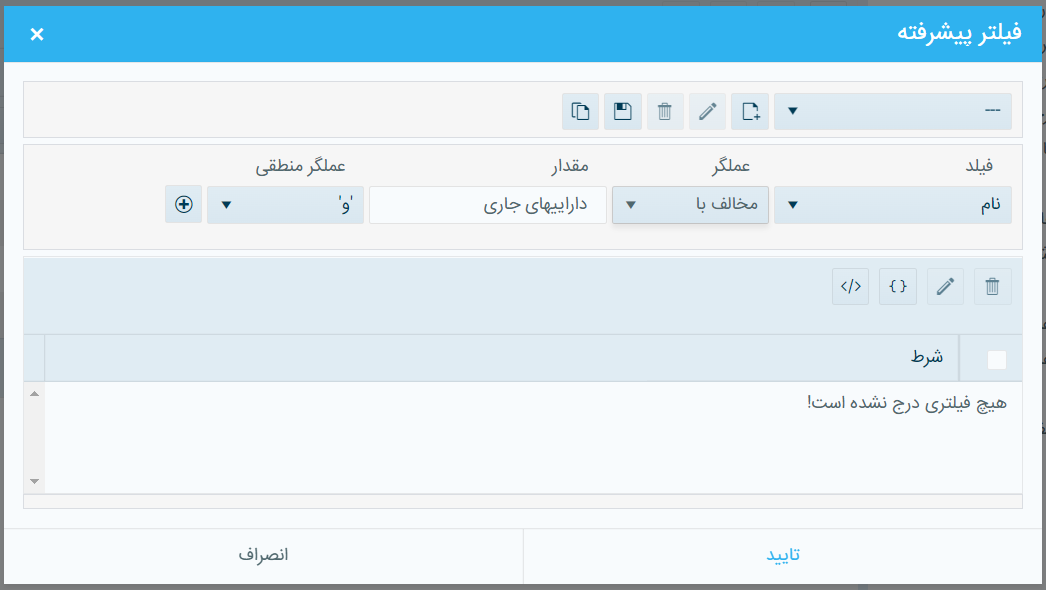 فیلتر پیشرفته ×
---
فیلد عملگر مقدار عملگر منطقی
نام مخالف با داراییهای جاری 'و'
{ } </>
شرط
هیچ فیلتری درج نشده است!
تایید انصراف